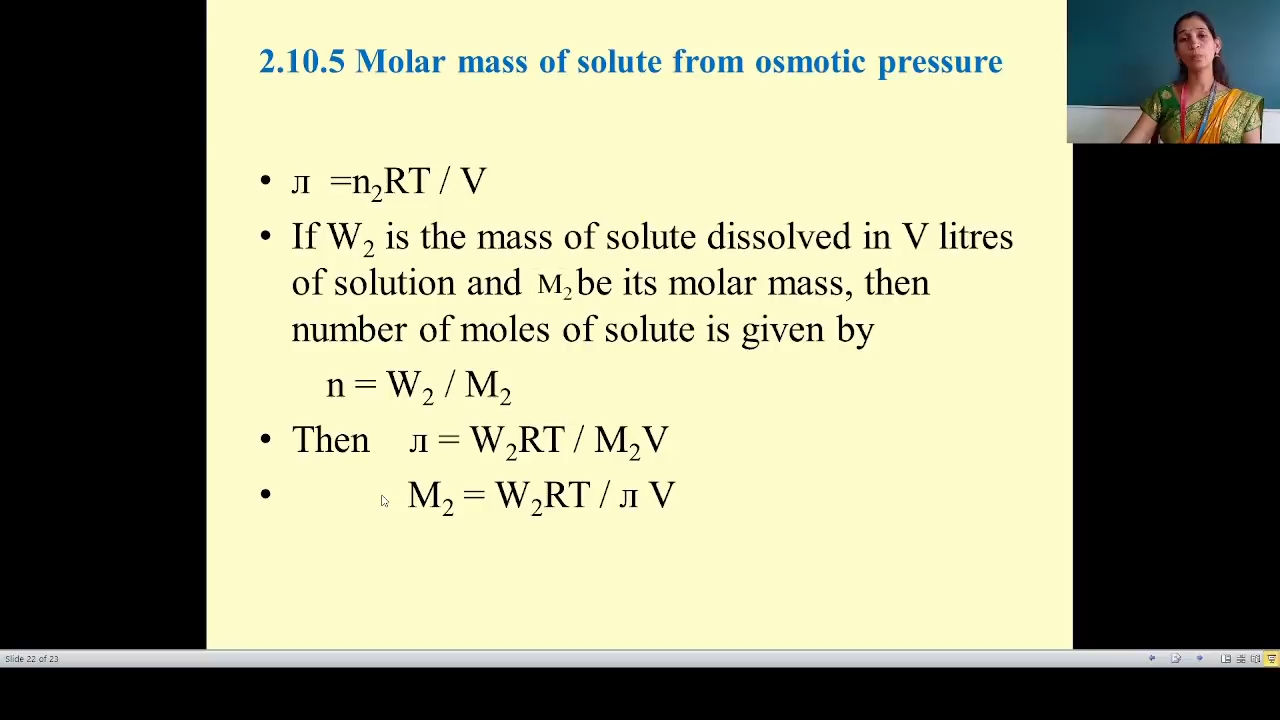 2.10.5 Molar mass of solute from osmotic pressure
• л =n₂RT / V
• If W₂ is the mass of solute dissolved in V litres
of solution and M₂ be its molar mass, then
number of moles of solute is given by
n = W₂ / M₂
• Then л = W₂RT / M₂V
• M₂ = W₂RT / л V
Slide 22 of 23